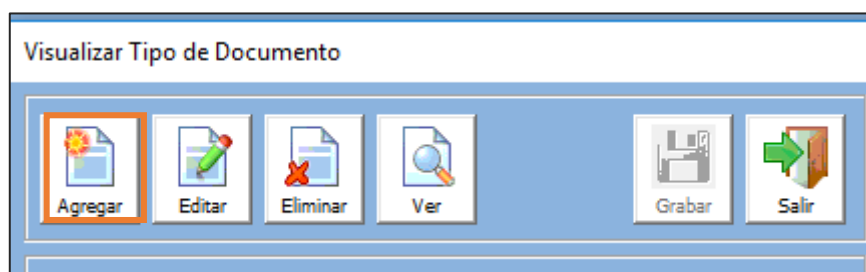 Visualizar Tipo de Documento
Agregar Editar Eliminar Ver Grabar Salir